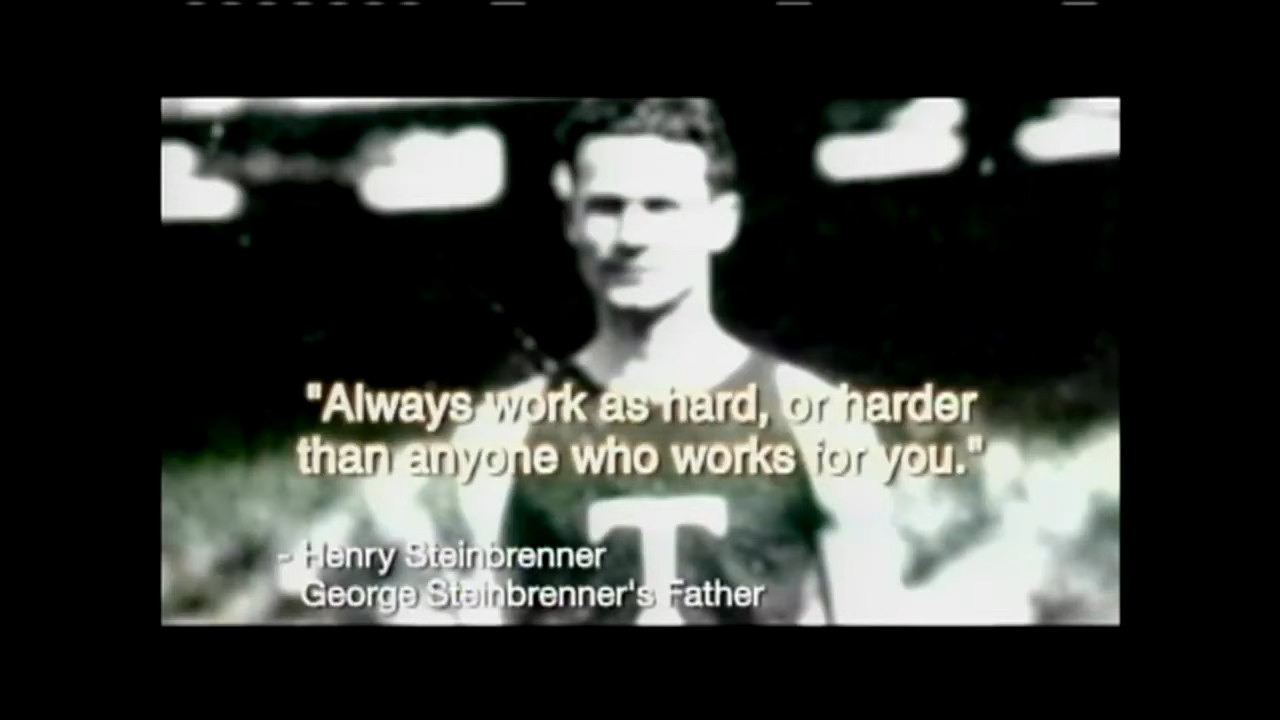 "Always work as hard, or harder
than anyone who works for you."
- Henry Steinbrenner
George Steinbrenner's Father
T